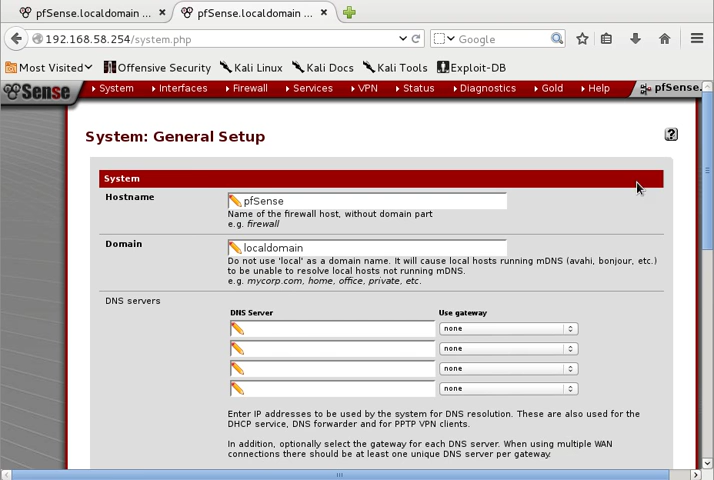 pfSense.localdomain ...
pfSense.localdomain ...
192.168.58.254/system.php
Google
Most Visited
Offensive Security
Kali Linux
Kali Docs
Kali Tools
Exploit-DB
Sense
System
Interfaces
Firewall
Services
VPN
Status
Diagnostics
Gold
Help
pfSense.
System: General Setup
?
System
Hostname
pfSense
Name of the firewall host, without domain part
e.g. firewall
Domain
localdomain
Do not use 'local' as a domain name. It will cause local hosts running mDNS (avahi, bonjour, etc.)
to be unable to resolve local hosts not running mDNS.
e.g. mycorp.com, home, office, private, etc.
DNS servers
DNS Server Use gateway
none
none
none
none
Enter IP addresses to be used by the system for DNS resolution. These are also used for the
DHCP service, DNS forwarder and for PPTP VPN clients.
In addition, optionally select the gateway for each DNS server. When using multiple WAN
connections there should be at least one unique DNS server per gateway.